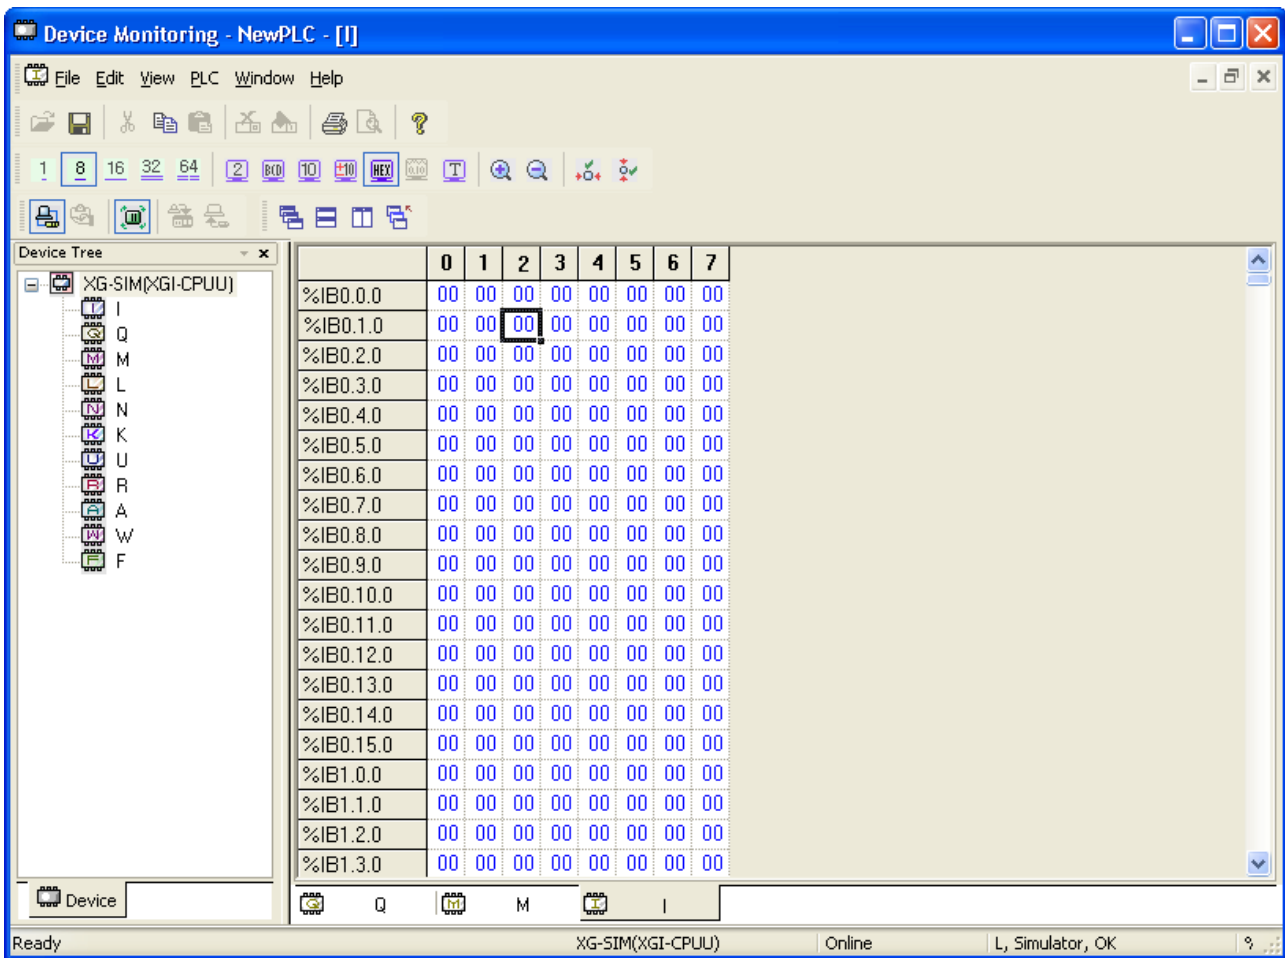 Device Monitoring - NewPLC - [I]
File Edit View PLC Window Help
1 8 16 32 64 2 BCD 10 ±10 HEX 0.10 T
Device Tree
XG-SIM(XGI-CPUU)
I
Q
M
L
N
K
U
R
A
W
F
Device
0 1 2 3 4 5 6 7
%IB0.0.0 00 00 00 00 00 00 00 00
%IB0.1.0 00 00 00 00 00 00 00 00
%IB0.2.0 00 00 00 00 00 00 00 00
%IB0.3.0 00 00 00 00 00 00 00 00
%IB0.4.0 00 00 00 00 00 00 00 00
%IB0.5.0 00 00 00 00 00 00 00 00
%IB0.6.0 00 00 00 00 00 00 00 00
%IB0.7.0 00 00 00 00 00 00 00 00
%IB0.8.0 00 00 00 00 00 00 00 00
%IB0.9.0 00 00 00 00 00 00 00 00
%IB0.10.0 00 00 00 00 00 00 00 00
%IB0.11.0 00 00 00 00 00 00 00 00
%IB0.12.0 00 00 00 00 00 00 00 00
%IB0.13.0 00 00 00 00 00 00 00 00
%IB0.14.0 00 00 00 00 00 00 00 00
%IB0.15.0 00 00 00 00 00 00 00 00
%IB1.0.0 00 00 00 00 00 00 00 00
%IB1.1.0 00 00 00 00 00 00 00 00
%IB1.2.0 00 00 00 00 00 00 00 00
%IB1.3.0 00 00 00 00 00 00 00 00
Q M I
Ready XG-SIM(XGI-CPUU) Online L, Simulator, OK